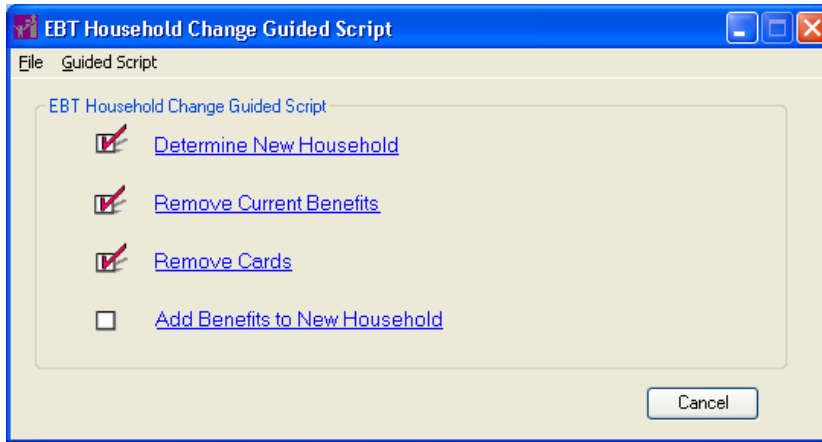 EBT Household Change Guided Script
File Guided Script
EBT Household Change Guided Script
Determine New Household
Remove Current Benefits
Remove Cards
Add Benefits to New Household
Cancel